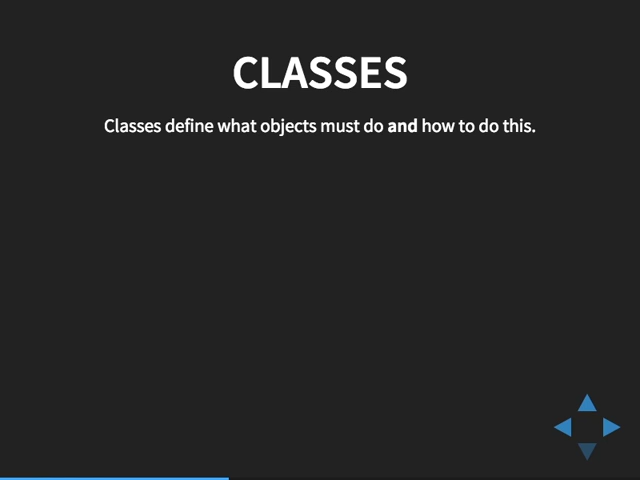 CLASSES
Classes define what objects must do and how to do this.